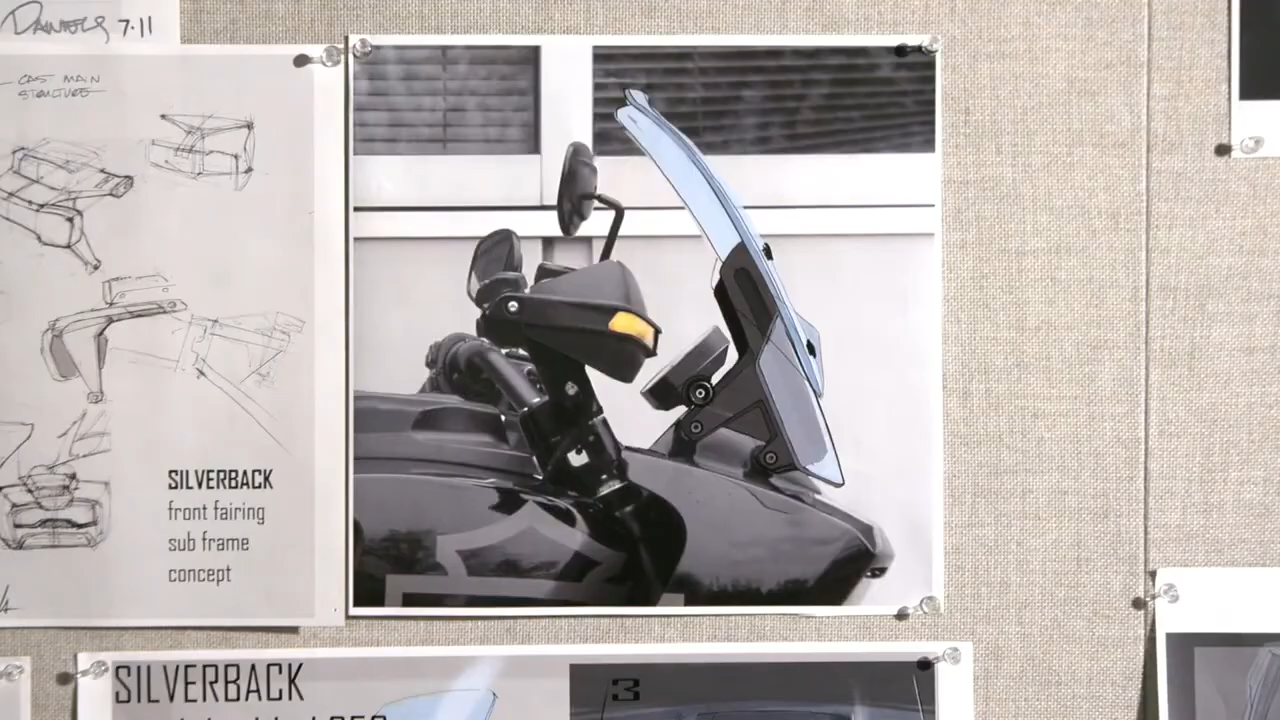 DANIELS 7·11
CAST MAIN
STRUCTURE
SILVERBACK
front fairing
sub frame
concept
SILVERBACK
3